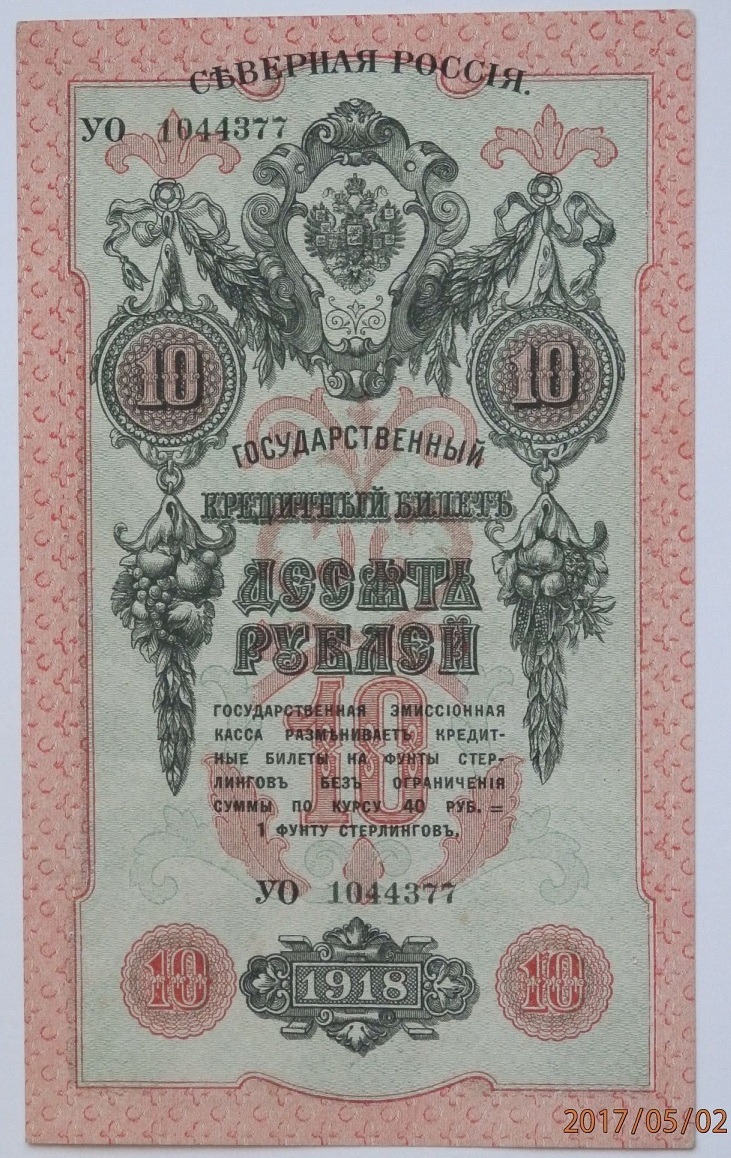 СѢВЕРНАЯ РОССІЯ.
УО 1044377
10 10
ГОСУДАРСТВЕННЫЙ
КРЕДИТНЫЙ БИЛЕТЪ
ДЕСЯТЬ
РУБЛЕЙ
10
ГОСУДАРСТВЕННАЯ ЭМИССІОННАЯ
КАССА РАЗМѢНИВАЕТЪ КРЕДИТ-
НЫЕ БИЛЕТЫ НА ФУНТЫ СТЕР-
ЛИНГОВЪ БЕЗЪ ОГРАНИЧЕНІЯ
СУММЫ ПО КУРСУ 40 РУБ. =
1 ФУНТУ СТЕРЛИНГОВЪ.
УО 1044377
10 1918 10
2017/05/02